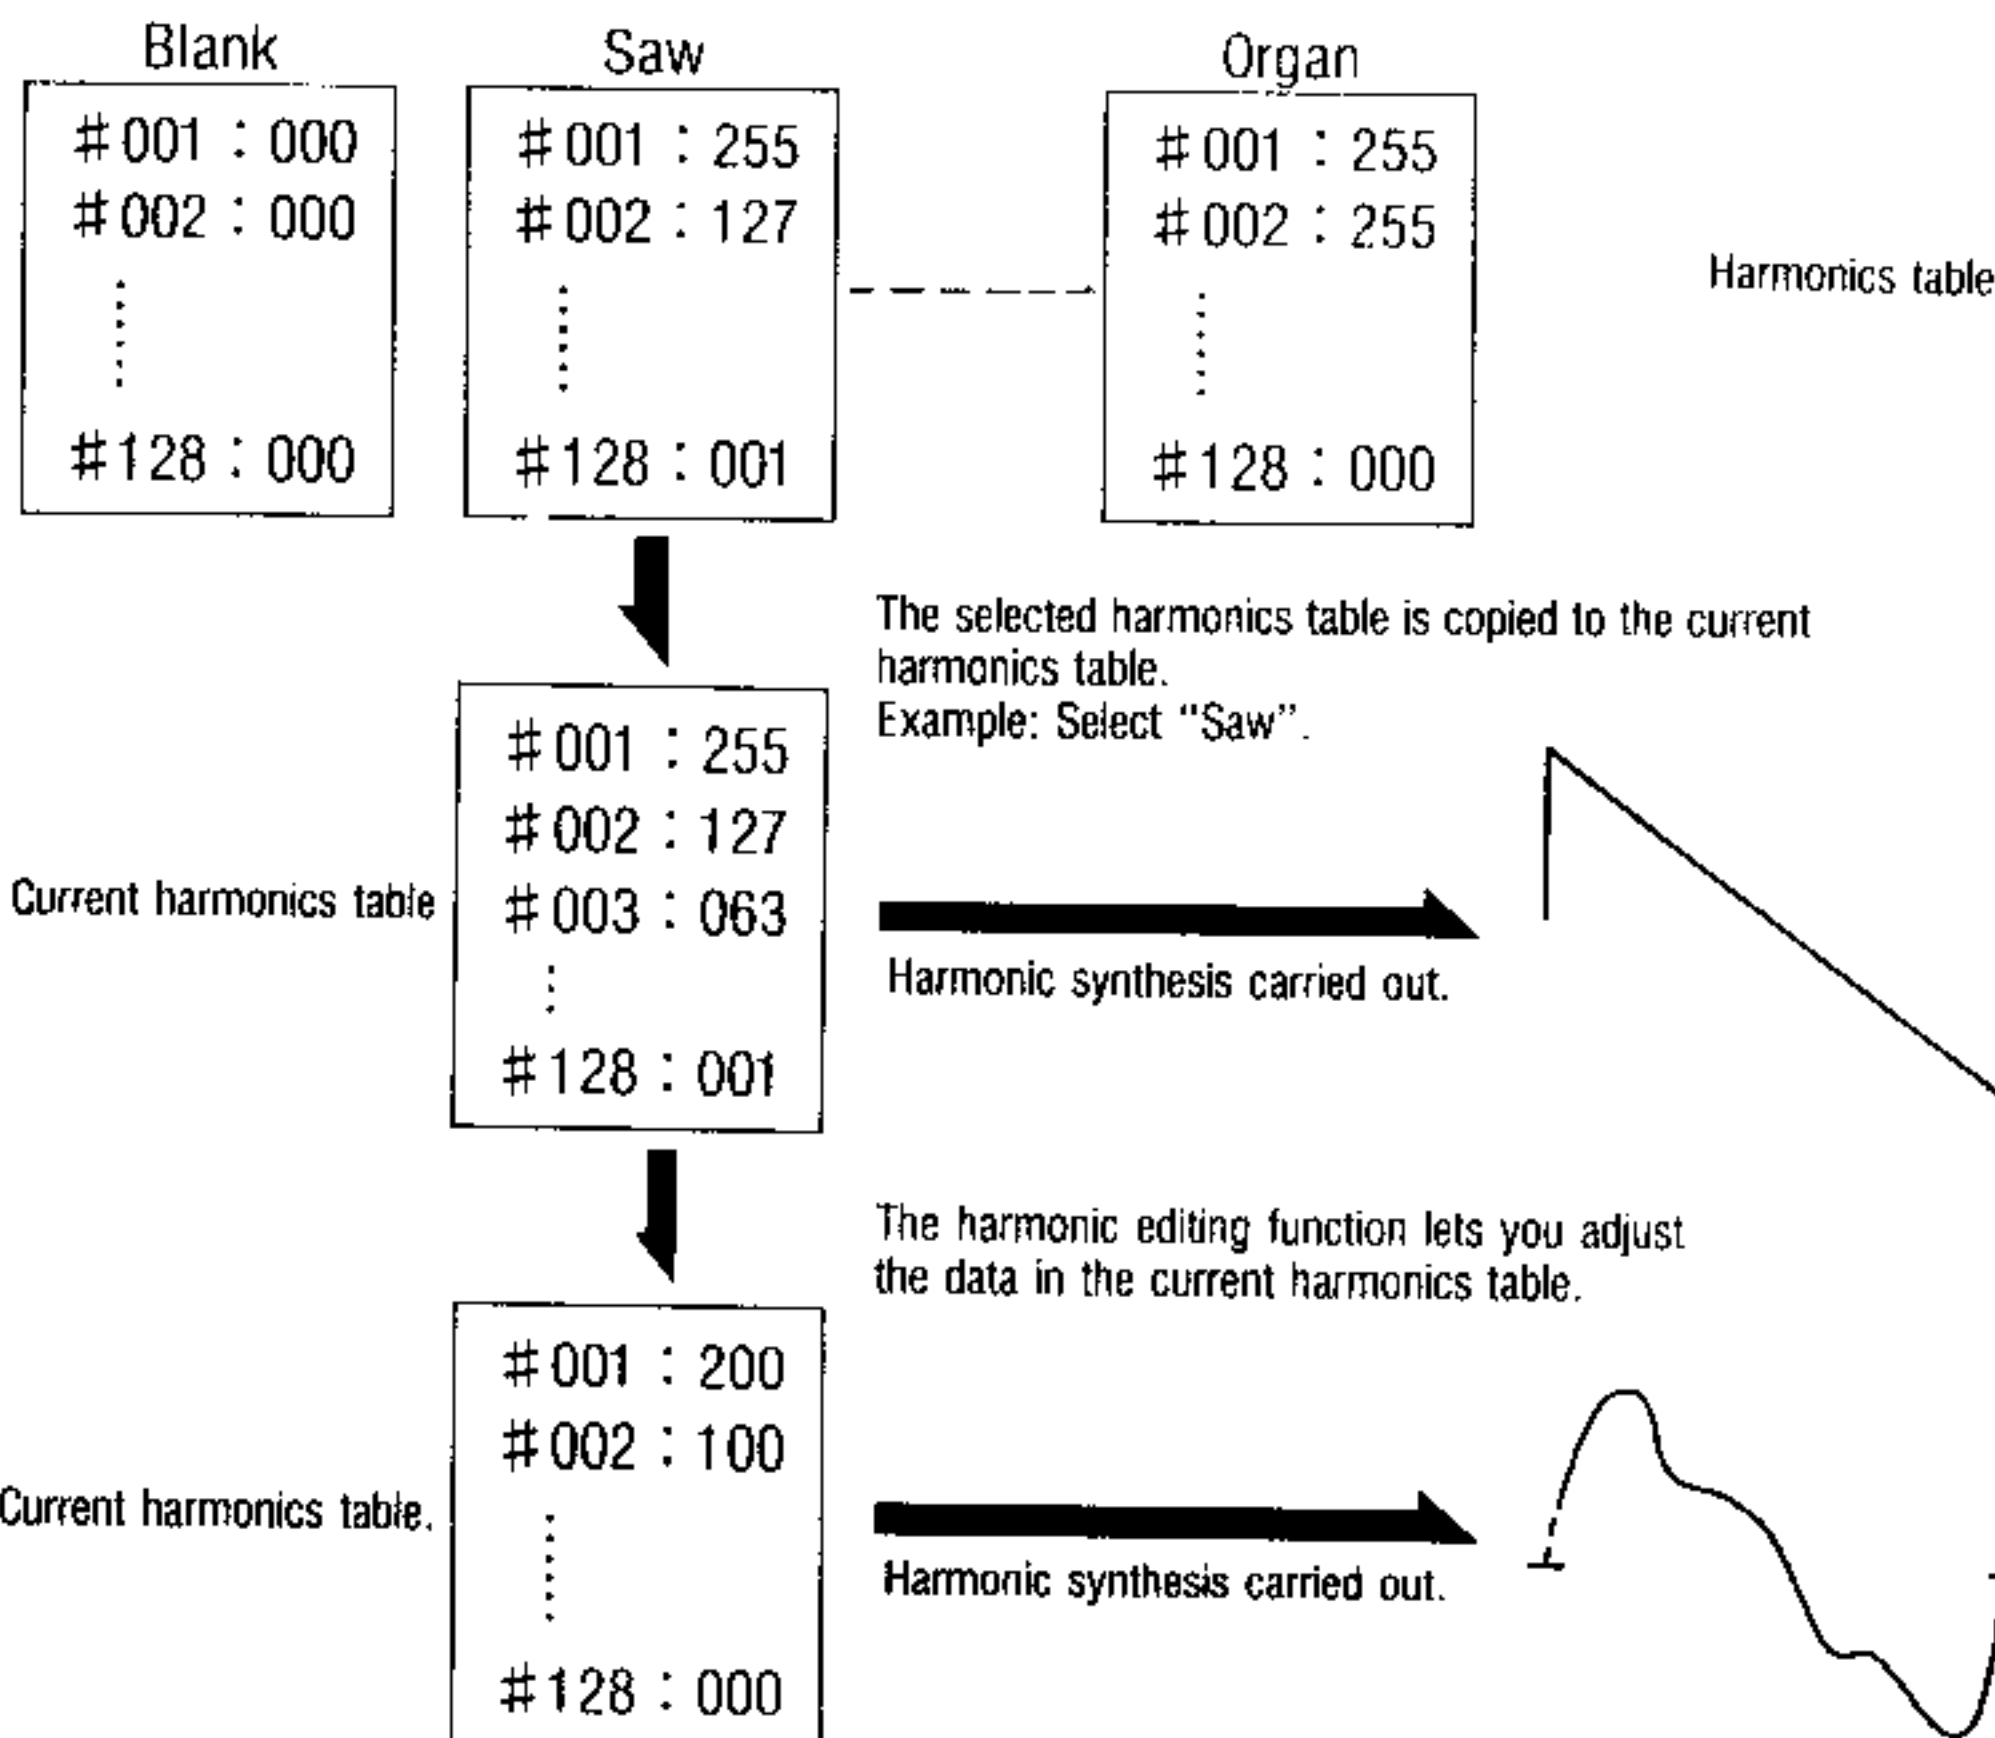 Blank
#001 : 000
#002 : 000
#128 : 000
Saw
#001 : 255
#002 : 127
#128 : 001
Organ
#001 : 255
#002 : 255
#128 : 000
Harmonics table
The selected harmonics table is copied to the current
harmonics table.
Example: Select “Saw”.
Current harmonics table
#001 : 255
#002 : 127
#003 : 063
#128 : 001
Harmonic synthesis carried out.
The harmonic editing function lets you adjust
the data in the current harmonics table.
Current harmonics table.
#001 : 200
#002 : 100
#128 : 000
Harmonic synthesis carried out.